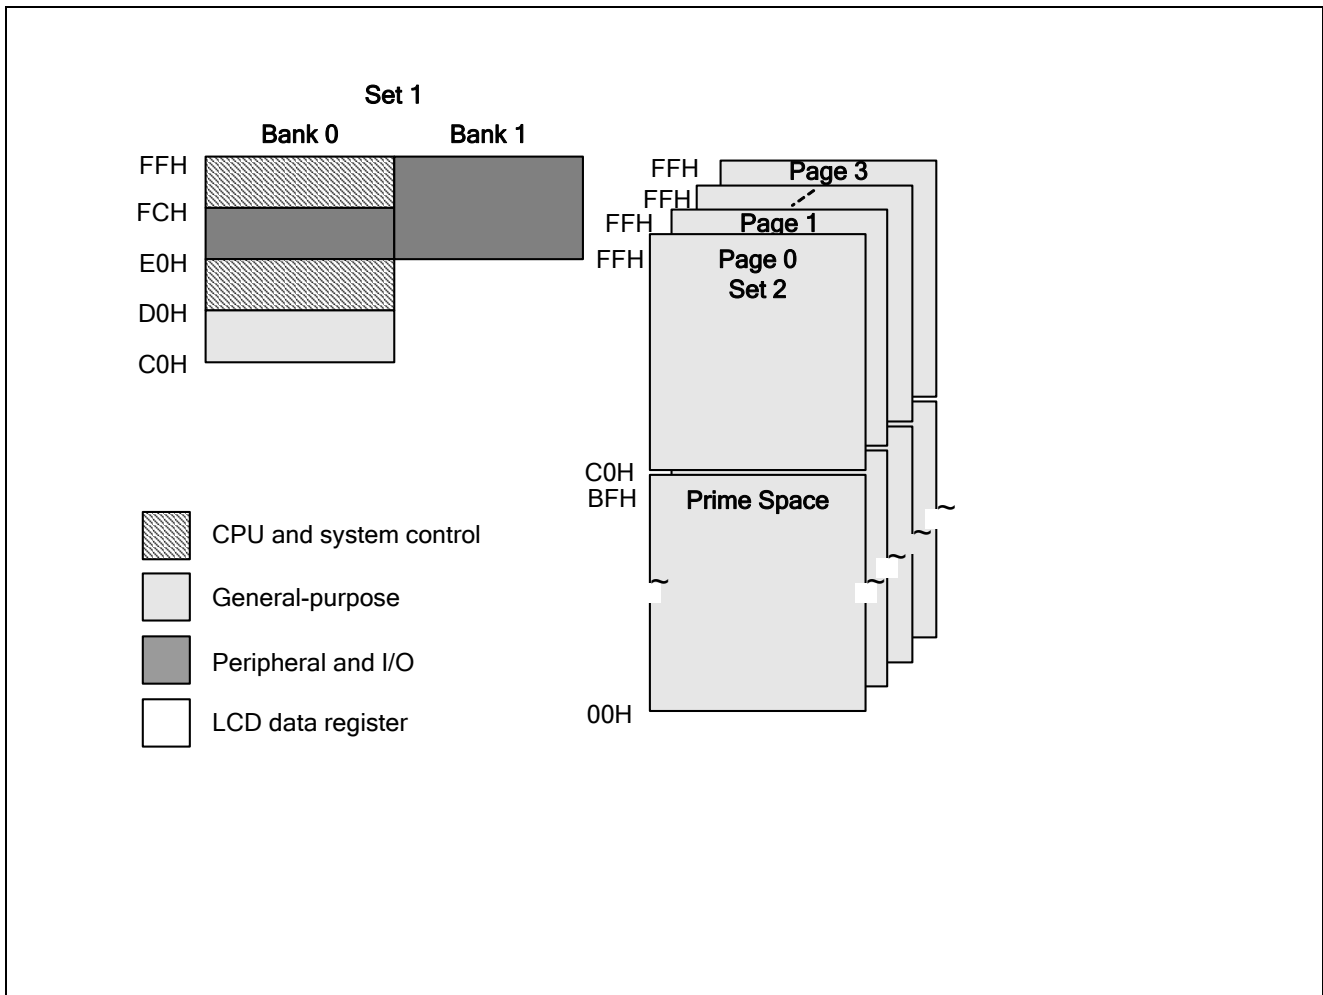 Set 1
Bank 0 Bank 1
FFH
FCH
E0H
D0H
C0H
FFH Page 3
FFH
FFH Page 1
FFH Page 0
Set 2
C0H
BFH Prime Space
~ ~ ~ ~ ~
00H
CPU and system control
General-purpose
Peripheral and I/O
LCD data register